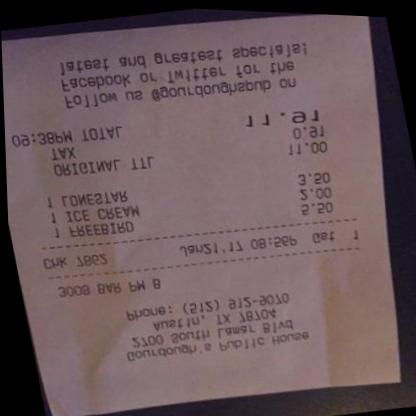 Gourdough's Public House
2700 South Lamar Blvd
Austin, TX 78704
Phone: (512) 912-9070
3008 BAR PM B
Chk 7862 Jan21'17 08:56P Gst 1
1 FREEBIRD 5.50
1 ICE CREAM 2.00
1 LONESTAR 3.50
ORIGINAL TTL 11.00
TAX 0.91
09:38PM TOTAL 11.91
Follow us @gourdoughspub on
Facebook or Twitter for the
latest and greatest specials!